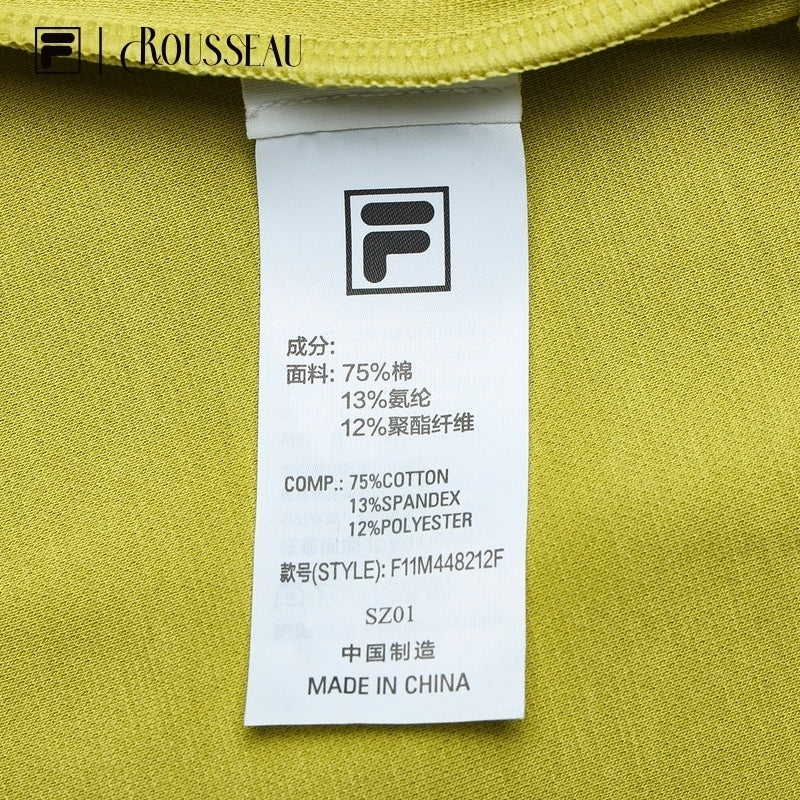 F | ROUSSEAU
F
成分:
面料: 75%棉
13%氨纶
12%聚酯纤维
COMP.: 75%COTTON
13%SPANDEX
12%POLYESTER
款号(STYLE): F11M448212F
SZ01
中国制造
MADE IN CHINA